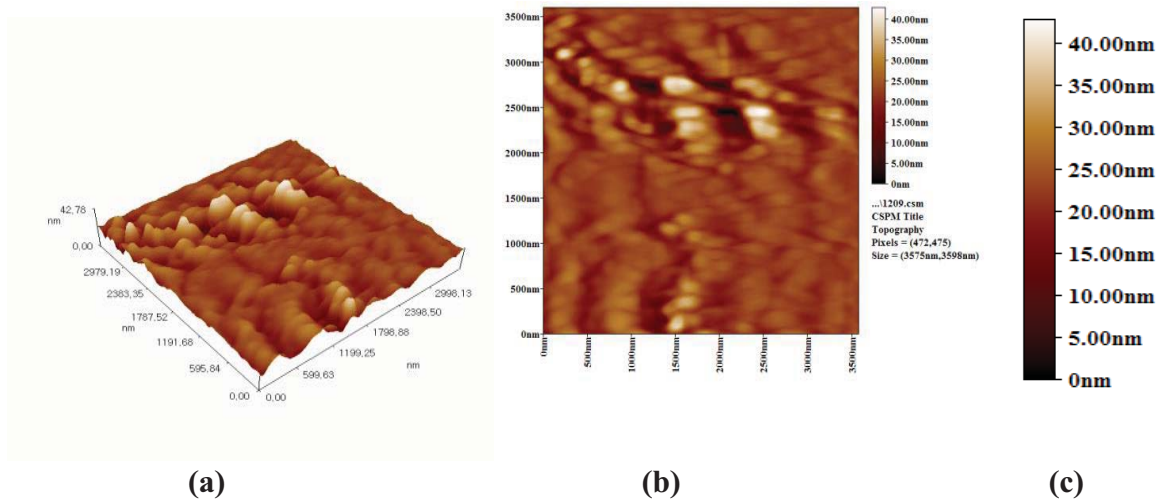 42,78
nm
0,00
2979,19
2383,35
1787,52
nm
1191,68
595,84
0,00
0,00
599,63
1199,25
nm
1798,88
2398,50
2998,13
(a)
3500nm
3000nm
2500nm
2000nm
1500nm
1000nm
500nm
0nm
0nm
500nm
1000nm
1500nm
2000nm
2500nm
3000nm
3500nm
40.00nm
35.00nm
30.00nm
25.00nm
20.00nm
15.00nm
10.00nm
5.00nm
0nm
...\1209.csm
CSPM Title
Topography
Pixels = (472,475)
Size = (3575nm,3598nm)
(b)
40.00nm
35.00nm
30.00nm
25.00nm
20.00nm
15.00nm
10.00nm
5.00nm
0nm
(c)